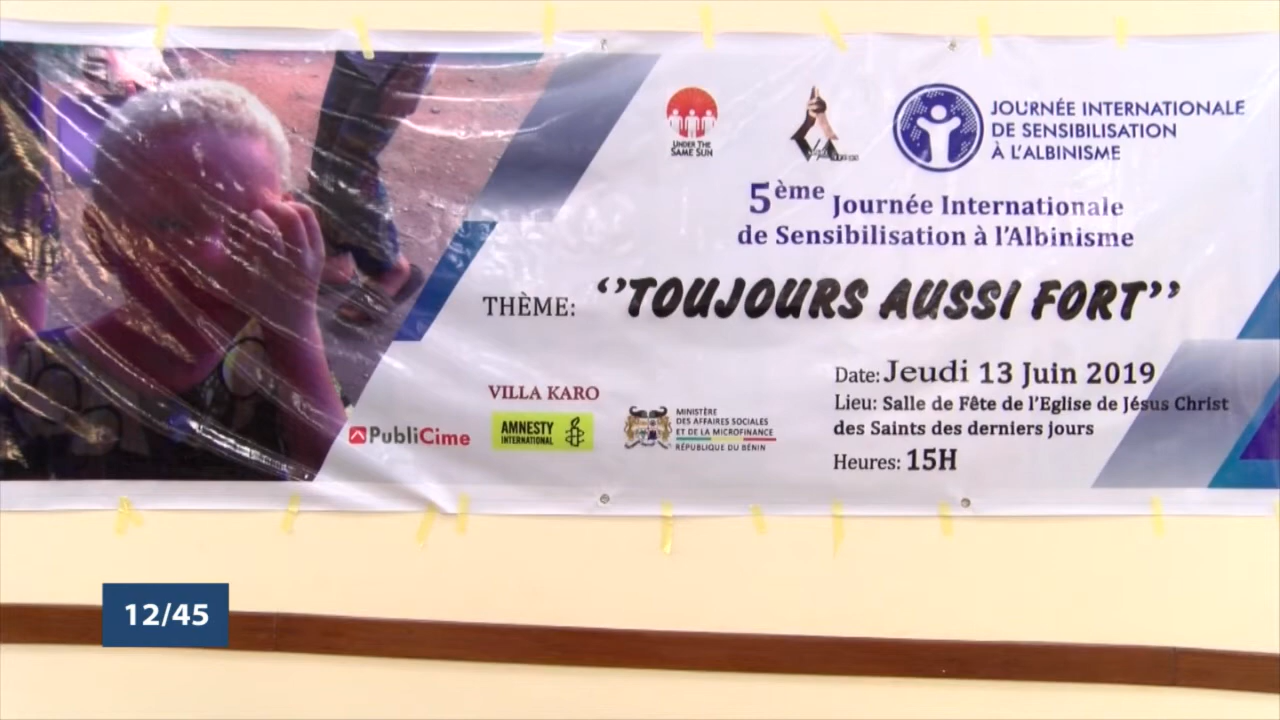 UNDER THE
SAME SUN
JOURNÉE INTERNATIONALE
DE SENSIBILISATION
À L'ALBINISME
5ème Journée Internationale
de Sensibilisation à l'Albinisme
THÈME: ‘’TOUJOURS AUSSI FORT’’
VILLA KARO
PubliCime
AMNESTY
INTERNATIONAL
MINISTÈRE
DES AFFAIRES SOCIALES
ET DE LA MICROFINANCE
RÉPUBLIQUE DU BÉNIN
Date: Jeudi 13 Juin 2019
Lieu: Salle de Fête de l'Eglise de Jésus Christ
des Saints des derniers jours
Heures: 15H
12/45